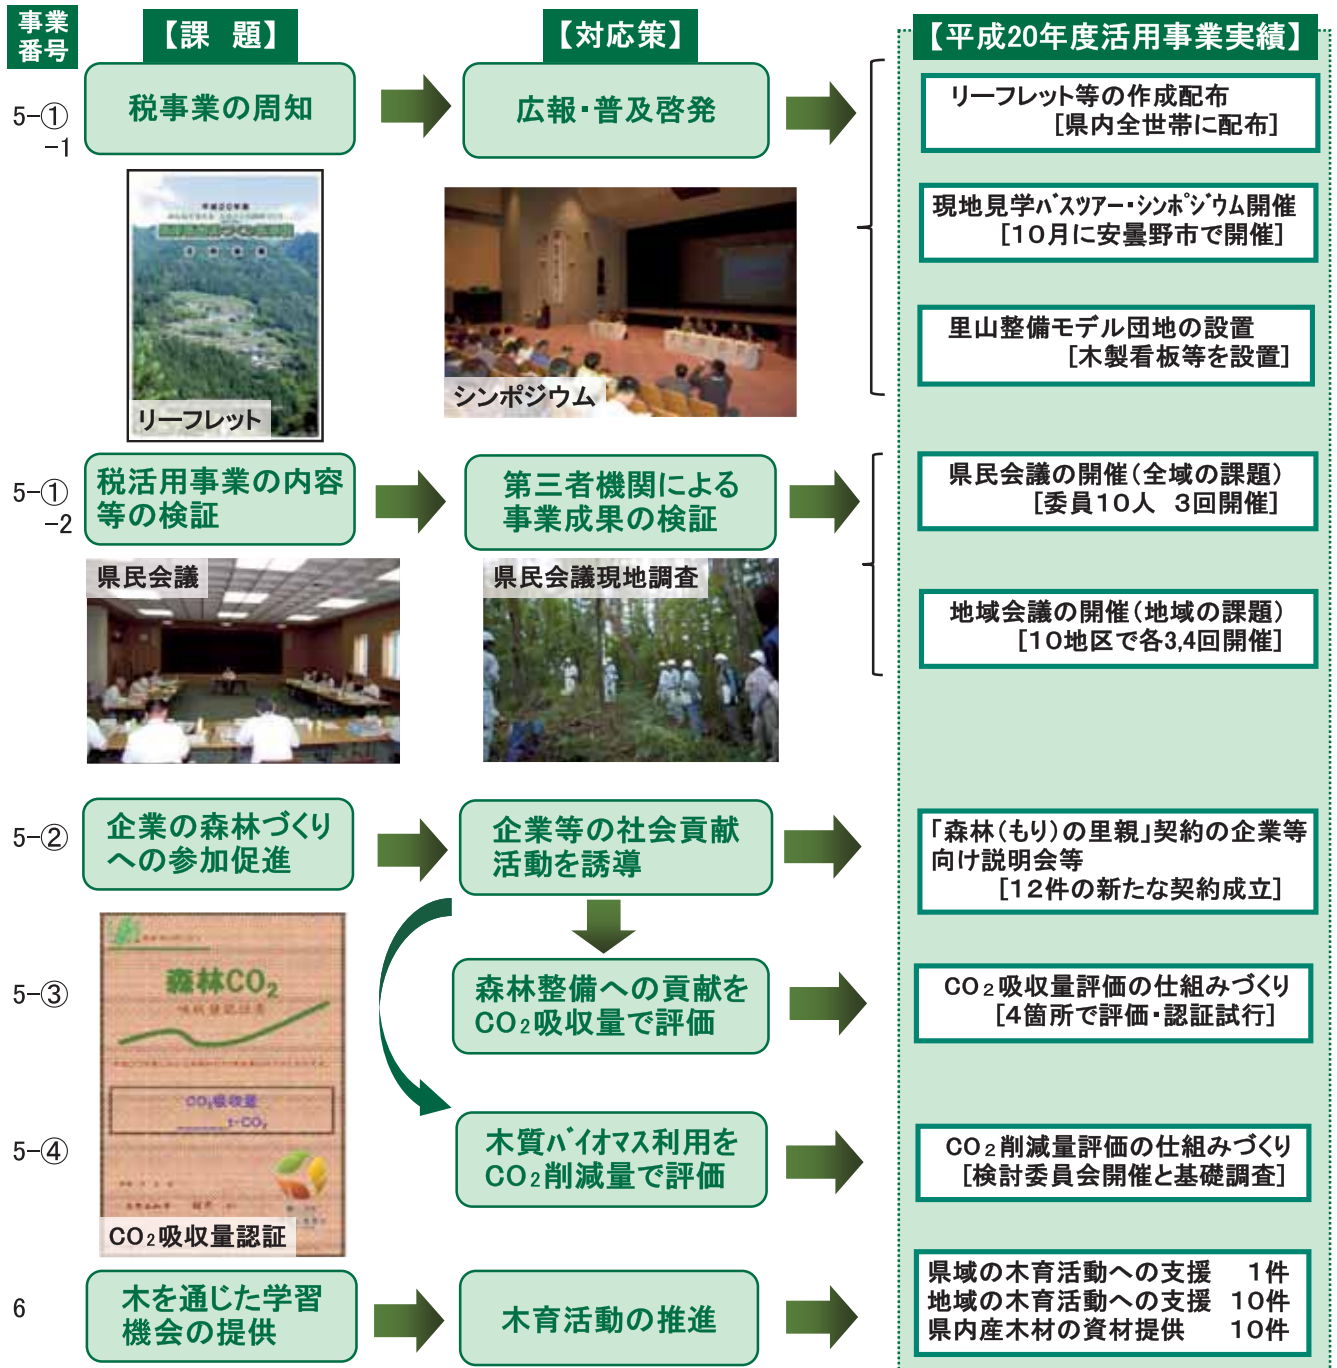 事業
番号
【課　題】
【対応策】
【平成20年度活用事業実績】
5-①
-1
税事業の周知
広報・普及啓発
リーフレット等の作成配布
[県内全世帯に配布]
現地見学バスツアー・シンポジウム開催
[10月に安曇野市で開催]
里山整備モデル団地の設置
[木製看板等を設置]
平成20年度
リーフレット
シンポジウム
5-①
-2
税活用事業の内容
等の検証
第三者機関による
事業成果の検証
県民会議の開催(全域の課題)
[委員10人　3回開催]
地域会議の開催(地域の課題)
[10地区で各3,4回開催]
県民会議
県民会議現地調査
5-②
企業の森林づくり
への参加促進
企業等の社会貢献
活動を誘導
「森林(もり)の里親」契約の企業等
向け説明会等
[12件の新たな契約成立]
森林CO₂
吸収量認証書
CO₂吸収量
t-CO₂
CO₂吸収量認証
5-③
森林整備への貢献を
CO₂吸収量で評価
CO₂吸収量評価の仕組みづくり
[4箇所で評価・認証試行]
5-④
木質バイオマス利用を
CO₂削減量で評価
CO₂削減量評価の仕組みづくり
[検討委員会開催と基礎調査]
6
木を通じた学習
機会の提供
木育活動の推進
県域の木育活動への支援　1件
地域の木育活動への支援　10件
県内産木材の資材提供　10件